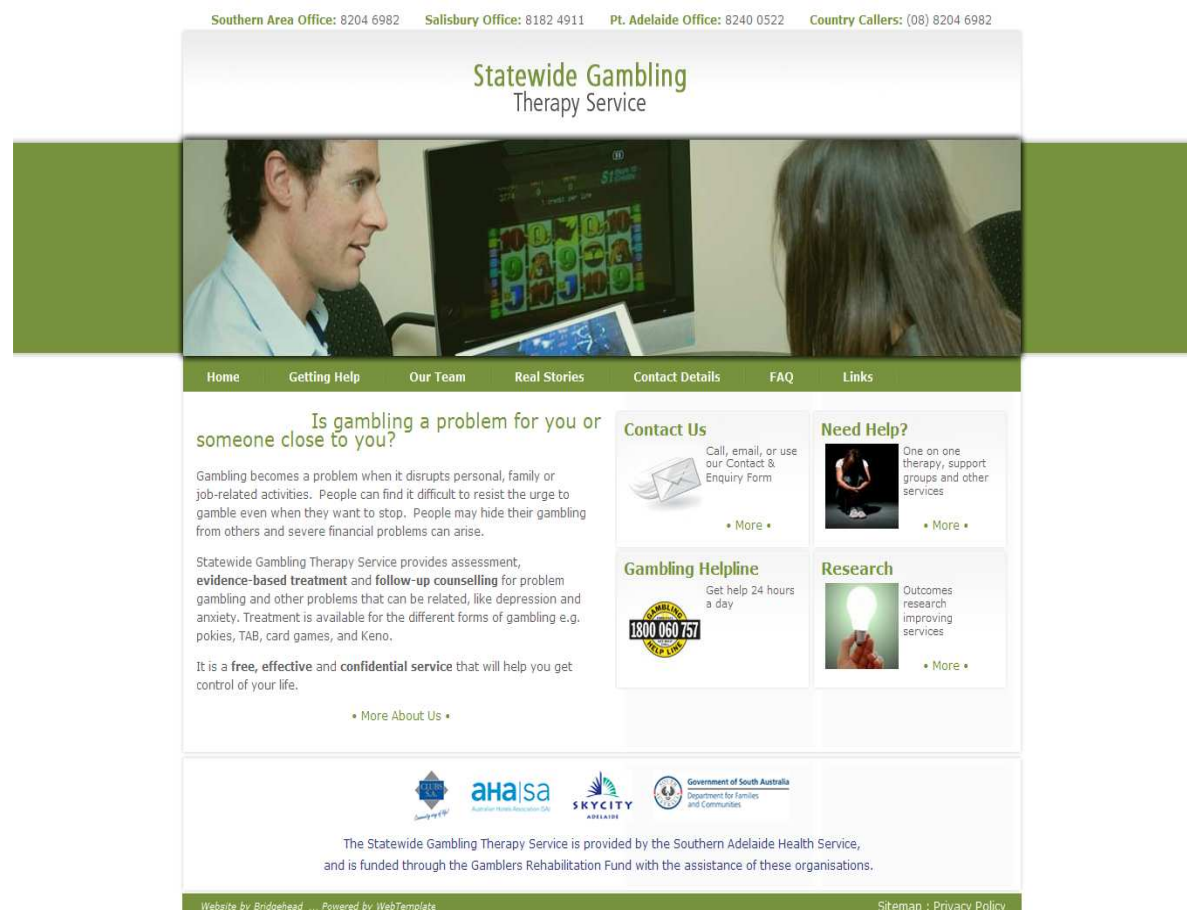 Southern Area Office: 8204 6982 Salisbury Office: 8182 4911 Pt. Adelaide Office: 8240 0522 Country Callers: (08) 8204 6982
Statewide Gambling
Therapy Service
Home Getting Help Our Team Real Stories Contact Details FAQ Links
Is gambling a problem for you or
someone close to you?
Gambling becomes a problem when it disrupts personal, family or
job-related activities. People can find it difficult to resist the urge to
gamble even when they want to stop. People may hide their gambling
from others and severe financial problems can arise.
Statewide Gambling Therapy Service provides assessment,
evidence-based treatment and follow-up counselling for problem
gambling and other problems that can be related, like depression and
anxiety. Treatment is available for the different forms of gambling e.g.
pokies, TAB, card games, and Keno.
It is a free, effective and confidential service that will help you get
control of your life.
• More About Us •
Contact Us
Call, email, or use
our Contact &
Enquiry Form
• More •
Need Help?
One on one
therapy, support
groups and other
services
• More •
Gambling Helpline
Get help 24 hours
a day
GAMBLING
1800 060 757
HELP LINE
Research
Outcomes
research
improving
services
• More •
CLUBS
S.A.
aha|sa
Australian Hotels Association (SA)
SKYCITY
ADELAIDE
Government of South Australia
Department for Families
and Communities
The Statewide Gambling Therapy Service is provided by the Southern Adelaide Health Service,
and is funded through the Gamblers Rehabilitation Fund with the assistance of these organisations.
Website by Bridgehead ... Powered by WebTemplate Sitemap : Privacy Policy